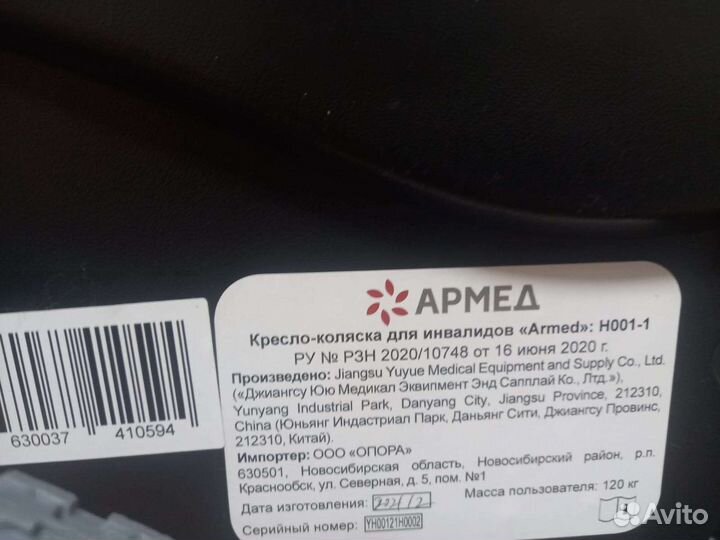 АРМЕД
Кресло-коляска для инвалидов «Armed»: H001-1
РУ № РЗН 2020/10748 от 16 июня 2020 г.
Произведено: Jiangsu Yuyue Medical Equipment and Supply Co., Ltd.
(«Джиангсу Юю Медикал Эквипмент Энд Сапплай Ко., Лтд.»),
Yunyang Industrial Park, Danyang City, Jiangsu Province, 212310,
China (Юньянг Индастриал Парк, Даньянг Сити, Джиангсу Провинс,
212310, Китай).
Импортер: ООО «ОПОРА»
630501, Новосибирская область, Новосибирский район, р.п.
Краснообск, ул. Северная, д. 5, пом. №1
Масса пользователя: 120 кг
Дата изготовления: 2021/12
Серийный номер: YH00121H0002
630037 410594
Avito